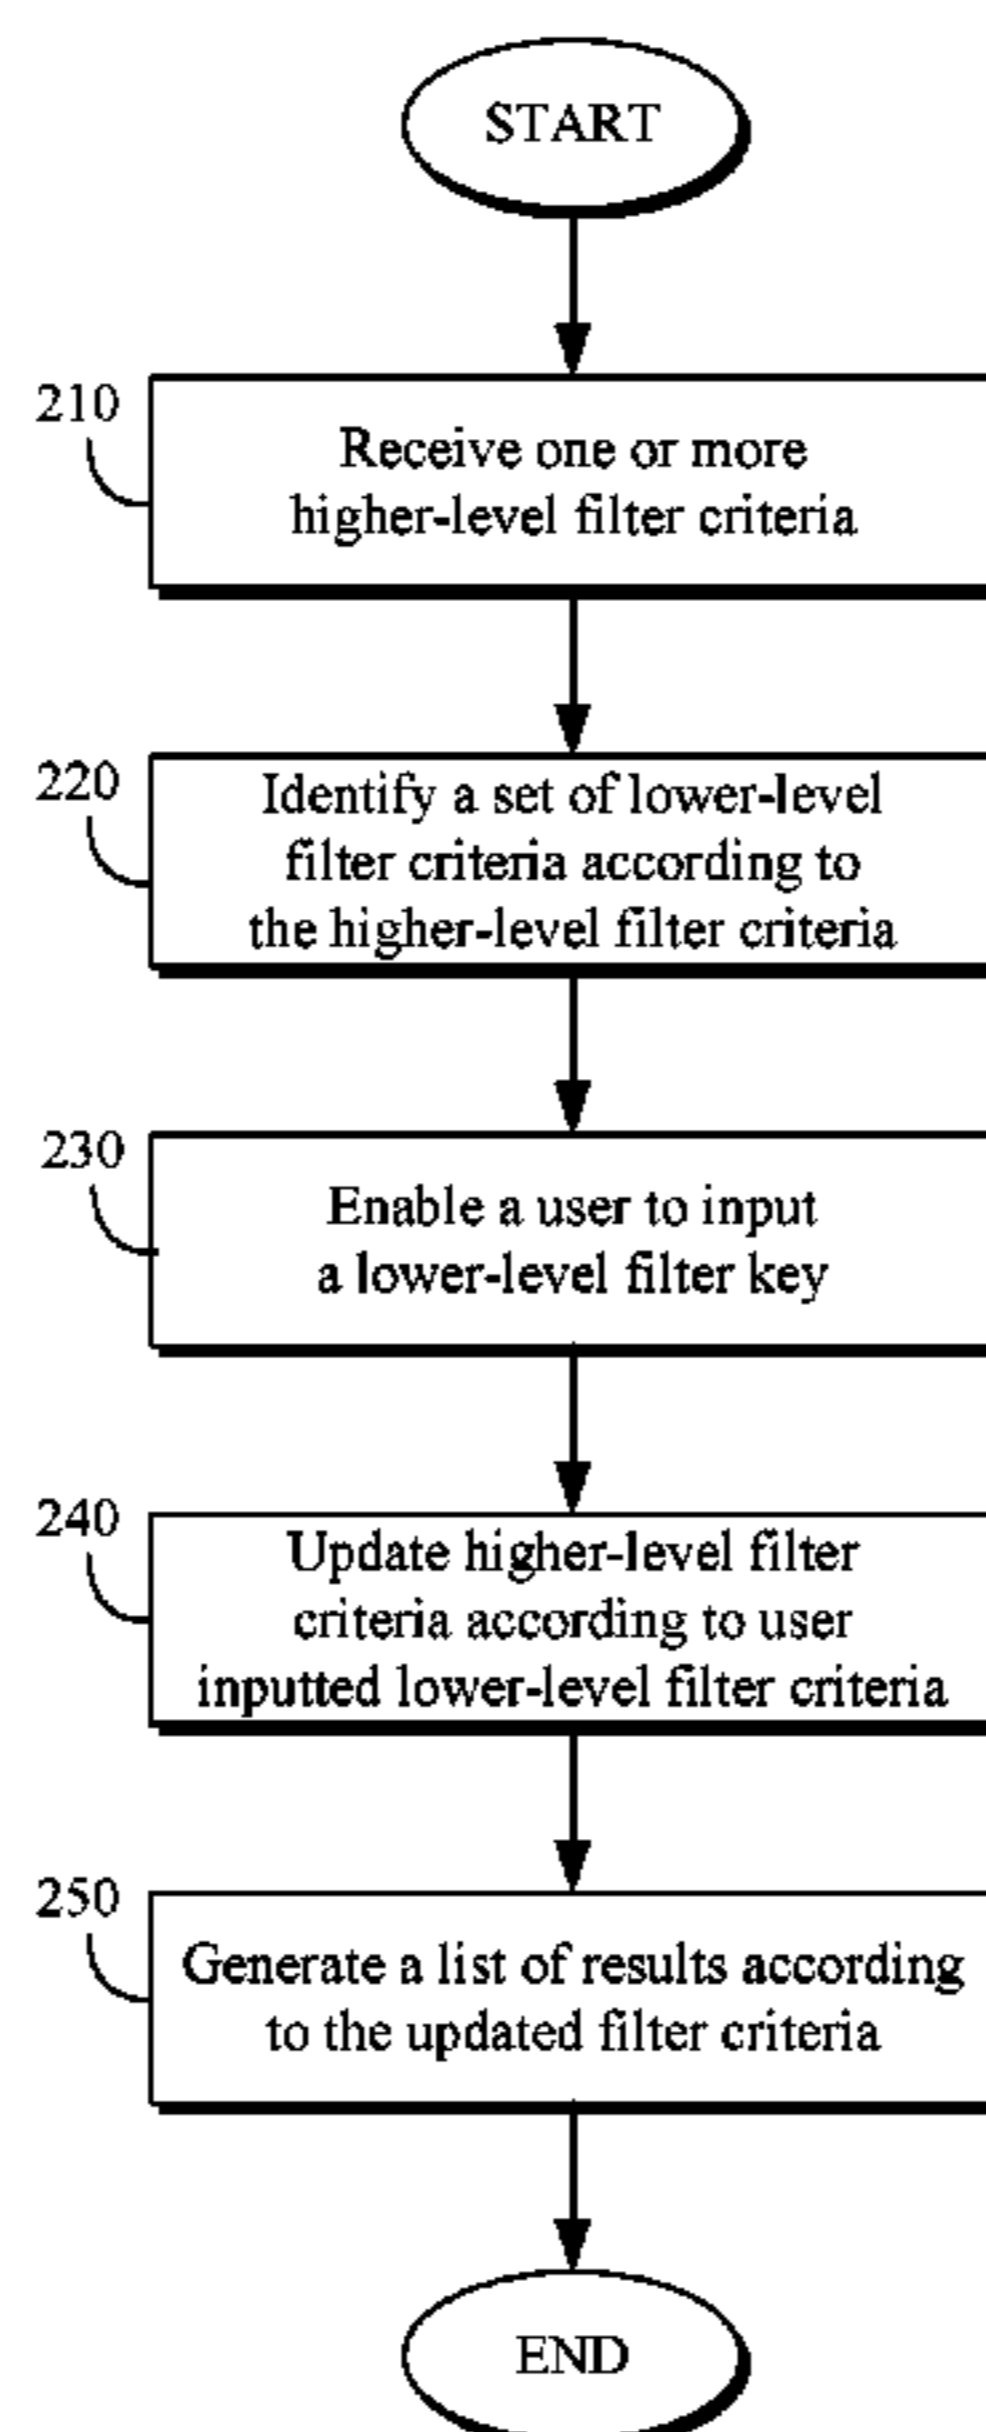 START
210
Receive one or more
higher-level filter criteria
220
Identify a set of lower-level
filter criteria according to
the higher-level filter criteria
230
Enable a user to input
a lower-level filter key
240
Update higher-level filter
criteria according to user
inputted lower-level filter criteria
250
Generate a list of results according
to the updated filter criteria
END